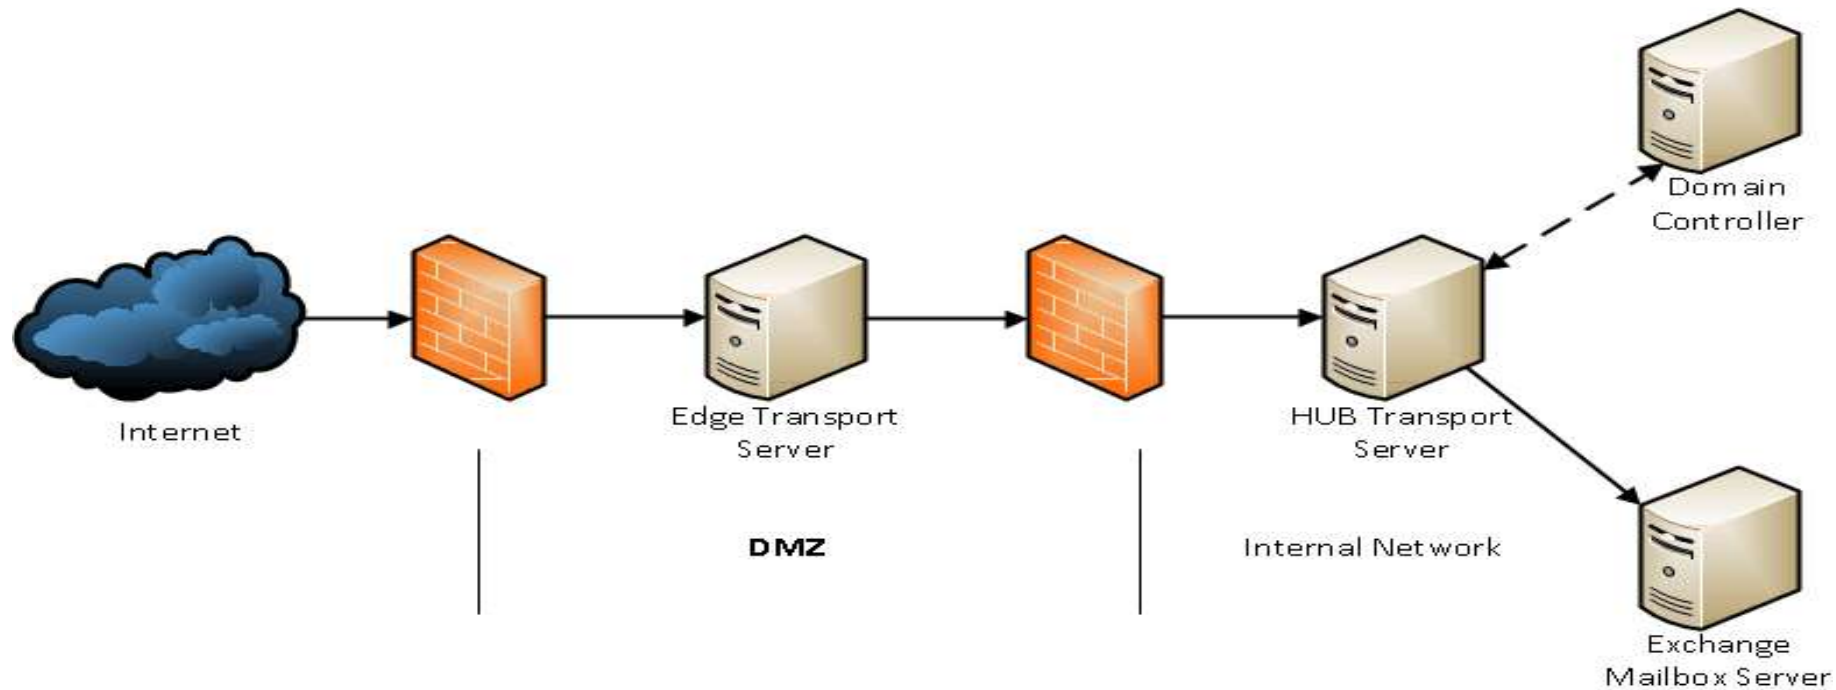 Domain
Controller
Internet
Edge Transport
Server
HUB Transport
Server
DMZ
Internal Network
Exchange
Mailbox Server